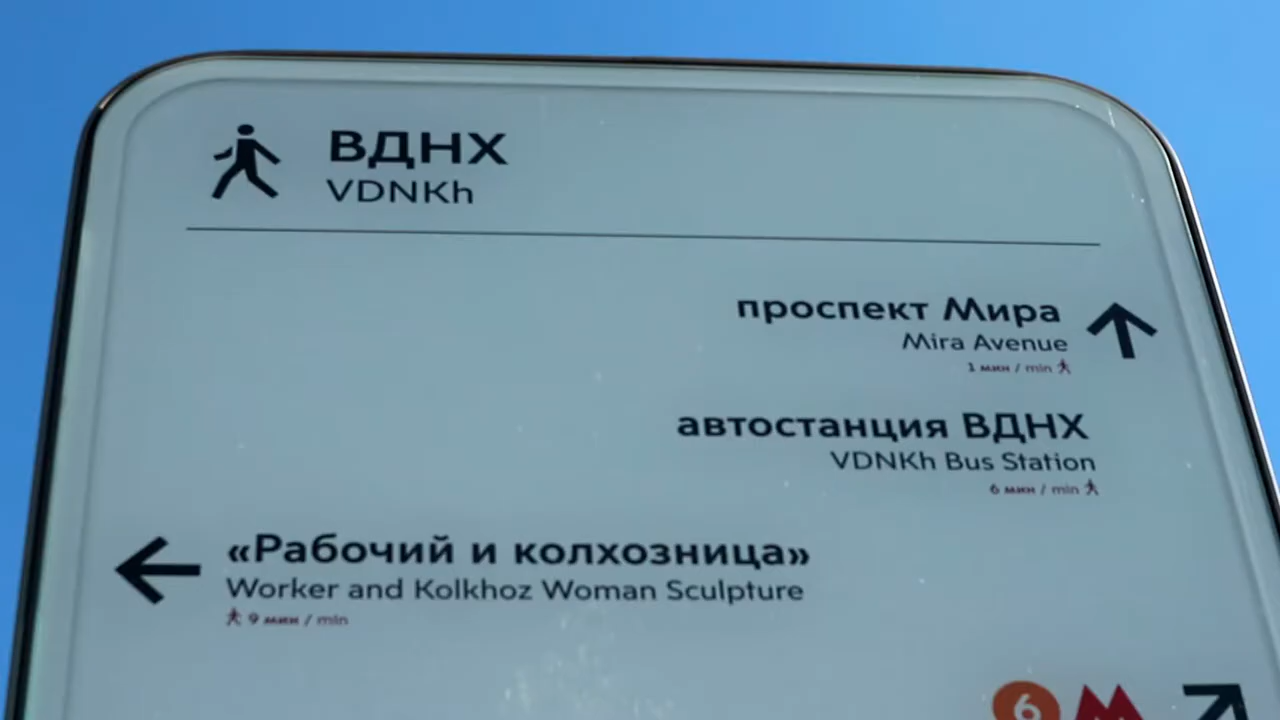 ВДНХ
VDNKh
проспект Мира
Mira Avenue
1 мин / min
автостанция ВДНХ
VDNKh Bus Station
6 мин / min
«Рабочий и колхозница»
Worker and Kolkhoz Woman Sculpture
9 мин / min
6 М